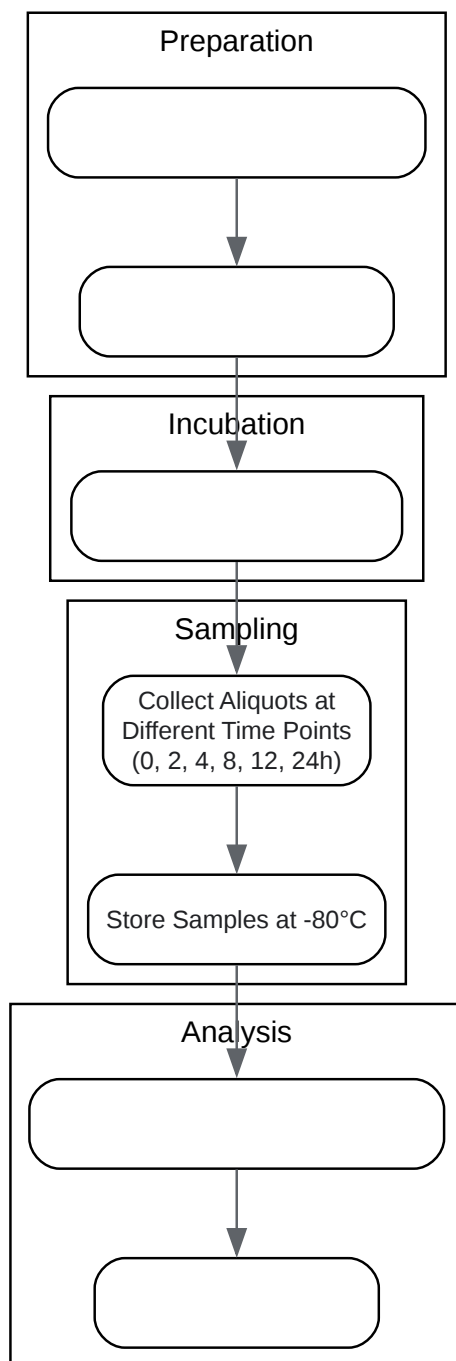 Preparation
Incubation
Sampling
Collect Aliquots at
Different Time Points
(0, 2, 4, 8, 12, 24h)
Store Samples at -80°C
Analysis